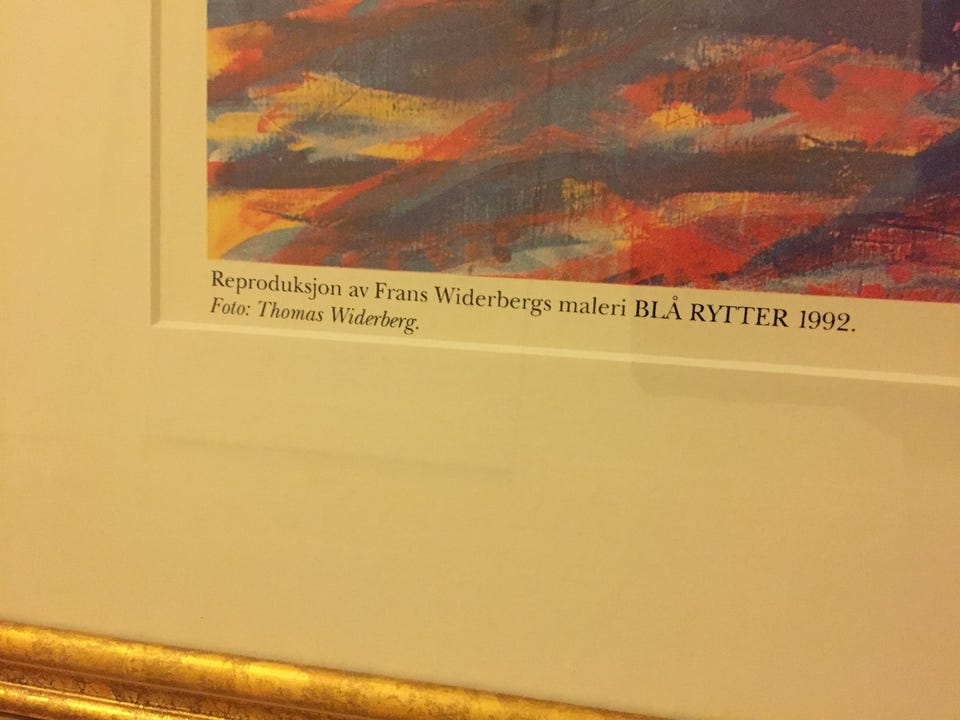 Reproduksjon av Frans Widerbergs maleri BLÅ RYTTER 1992.
Foto: Thomas Widerberg.